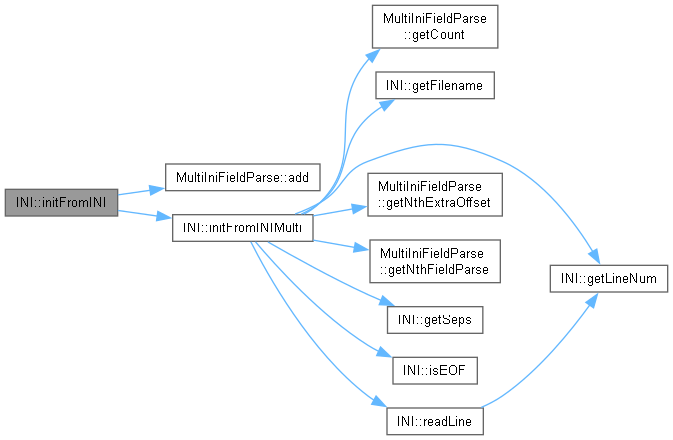 MultiIniFieldParse
::getCount
INI::getFilename
MultiIniFieldParse::add
INI::initFromINI
MultiIniFieldParse
::getNthExtraOffset
INI::initFromINIMulti
MultiIniFieldParse
::getNthFieldParse
INI::getLineNum
INI::getSeps
INI::isEOF
INI::readLine